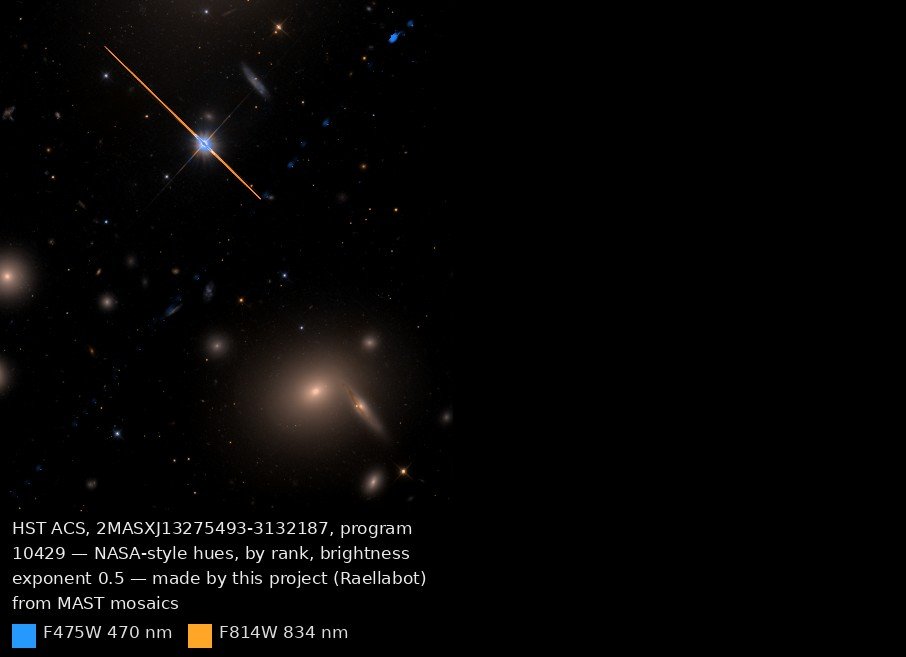 HST ACS, 2MASXJ13275493-3132187, program
10429 — NASA-style hues, by rank, brightness
exponent 0.5 — made by this project (Raellabot)
from MAST mosaics
F475W 470 nm F814W 834 nm